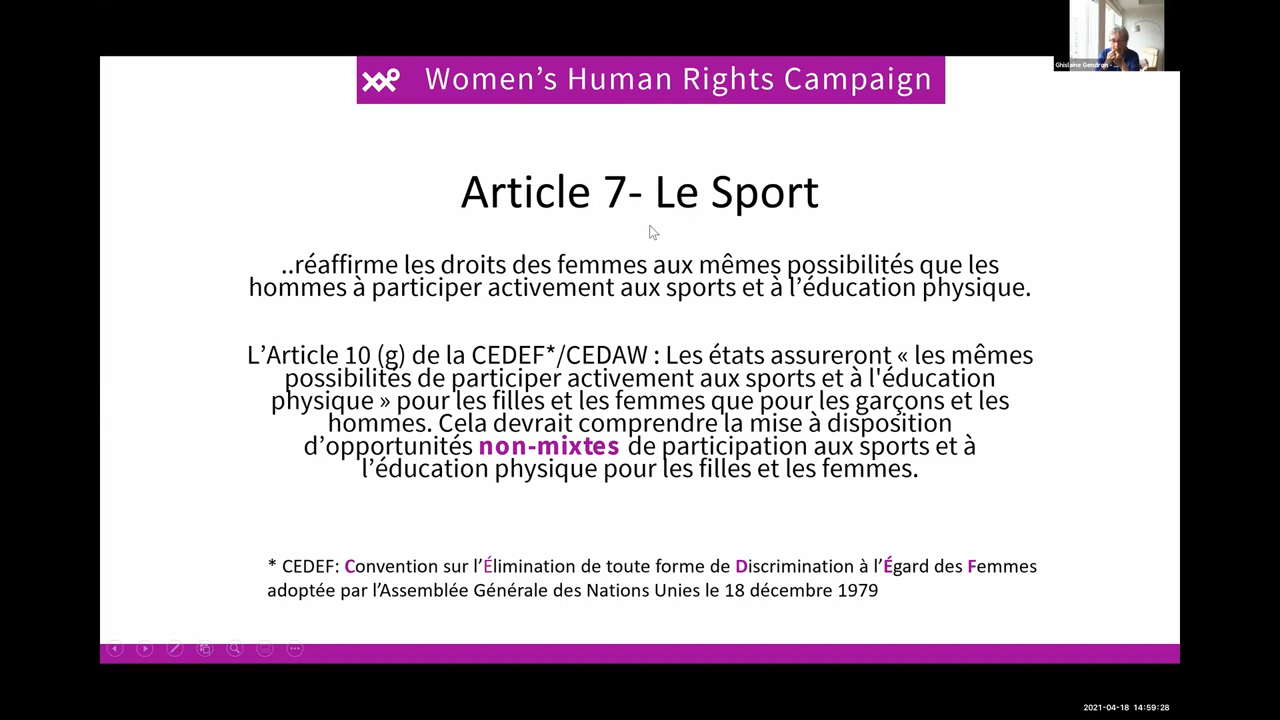 Women's Human Rights Campaign
Ghislaine Gendron - ...
Article 7- Le Sport
..réaffirme les droits des femmes aux mêmes possibilités que les
hommes à participer activement aux sports et à l'éducation physique.
L'Article 10 (g) de la CEDEF*/CEDAW : Les états assureront « les mêmes
possibilités de participer activement aux sports et à l'éducation
physique » pour les filles et les femmes que pour les garçons et les
hommes. Cela devrait comprendre la mise à disposition
d'opportunités non-mixtes de participation aux sports et à
l'éducation physique pour les filles et les femmes.
* CEDEF: Convention sur l'Élimination de toute forme de Discrimination à l'Égard des Femmes
adoptée par l'Assemblée Générale des Nations Unies le 18 décembre 1979
2021-04-18 14:59:28